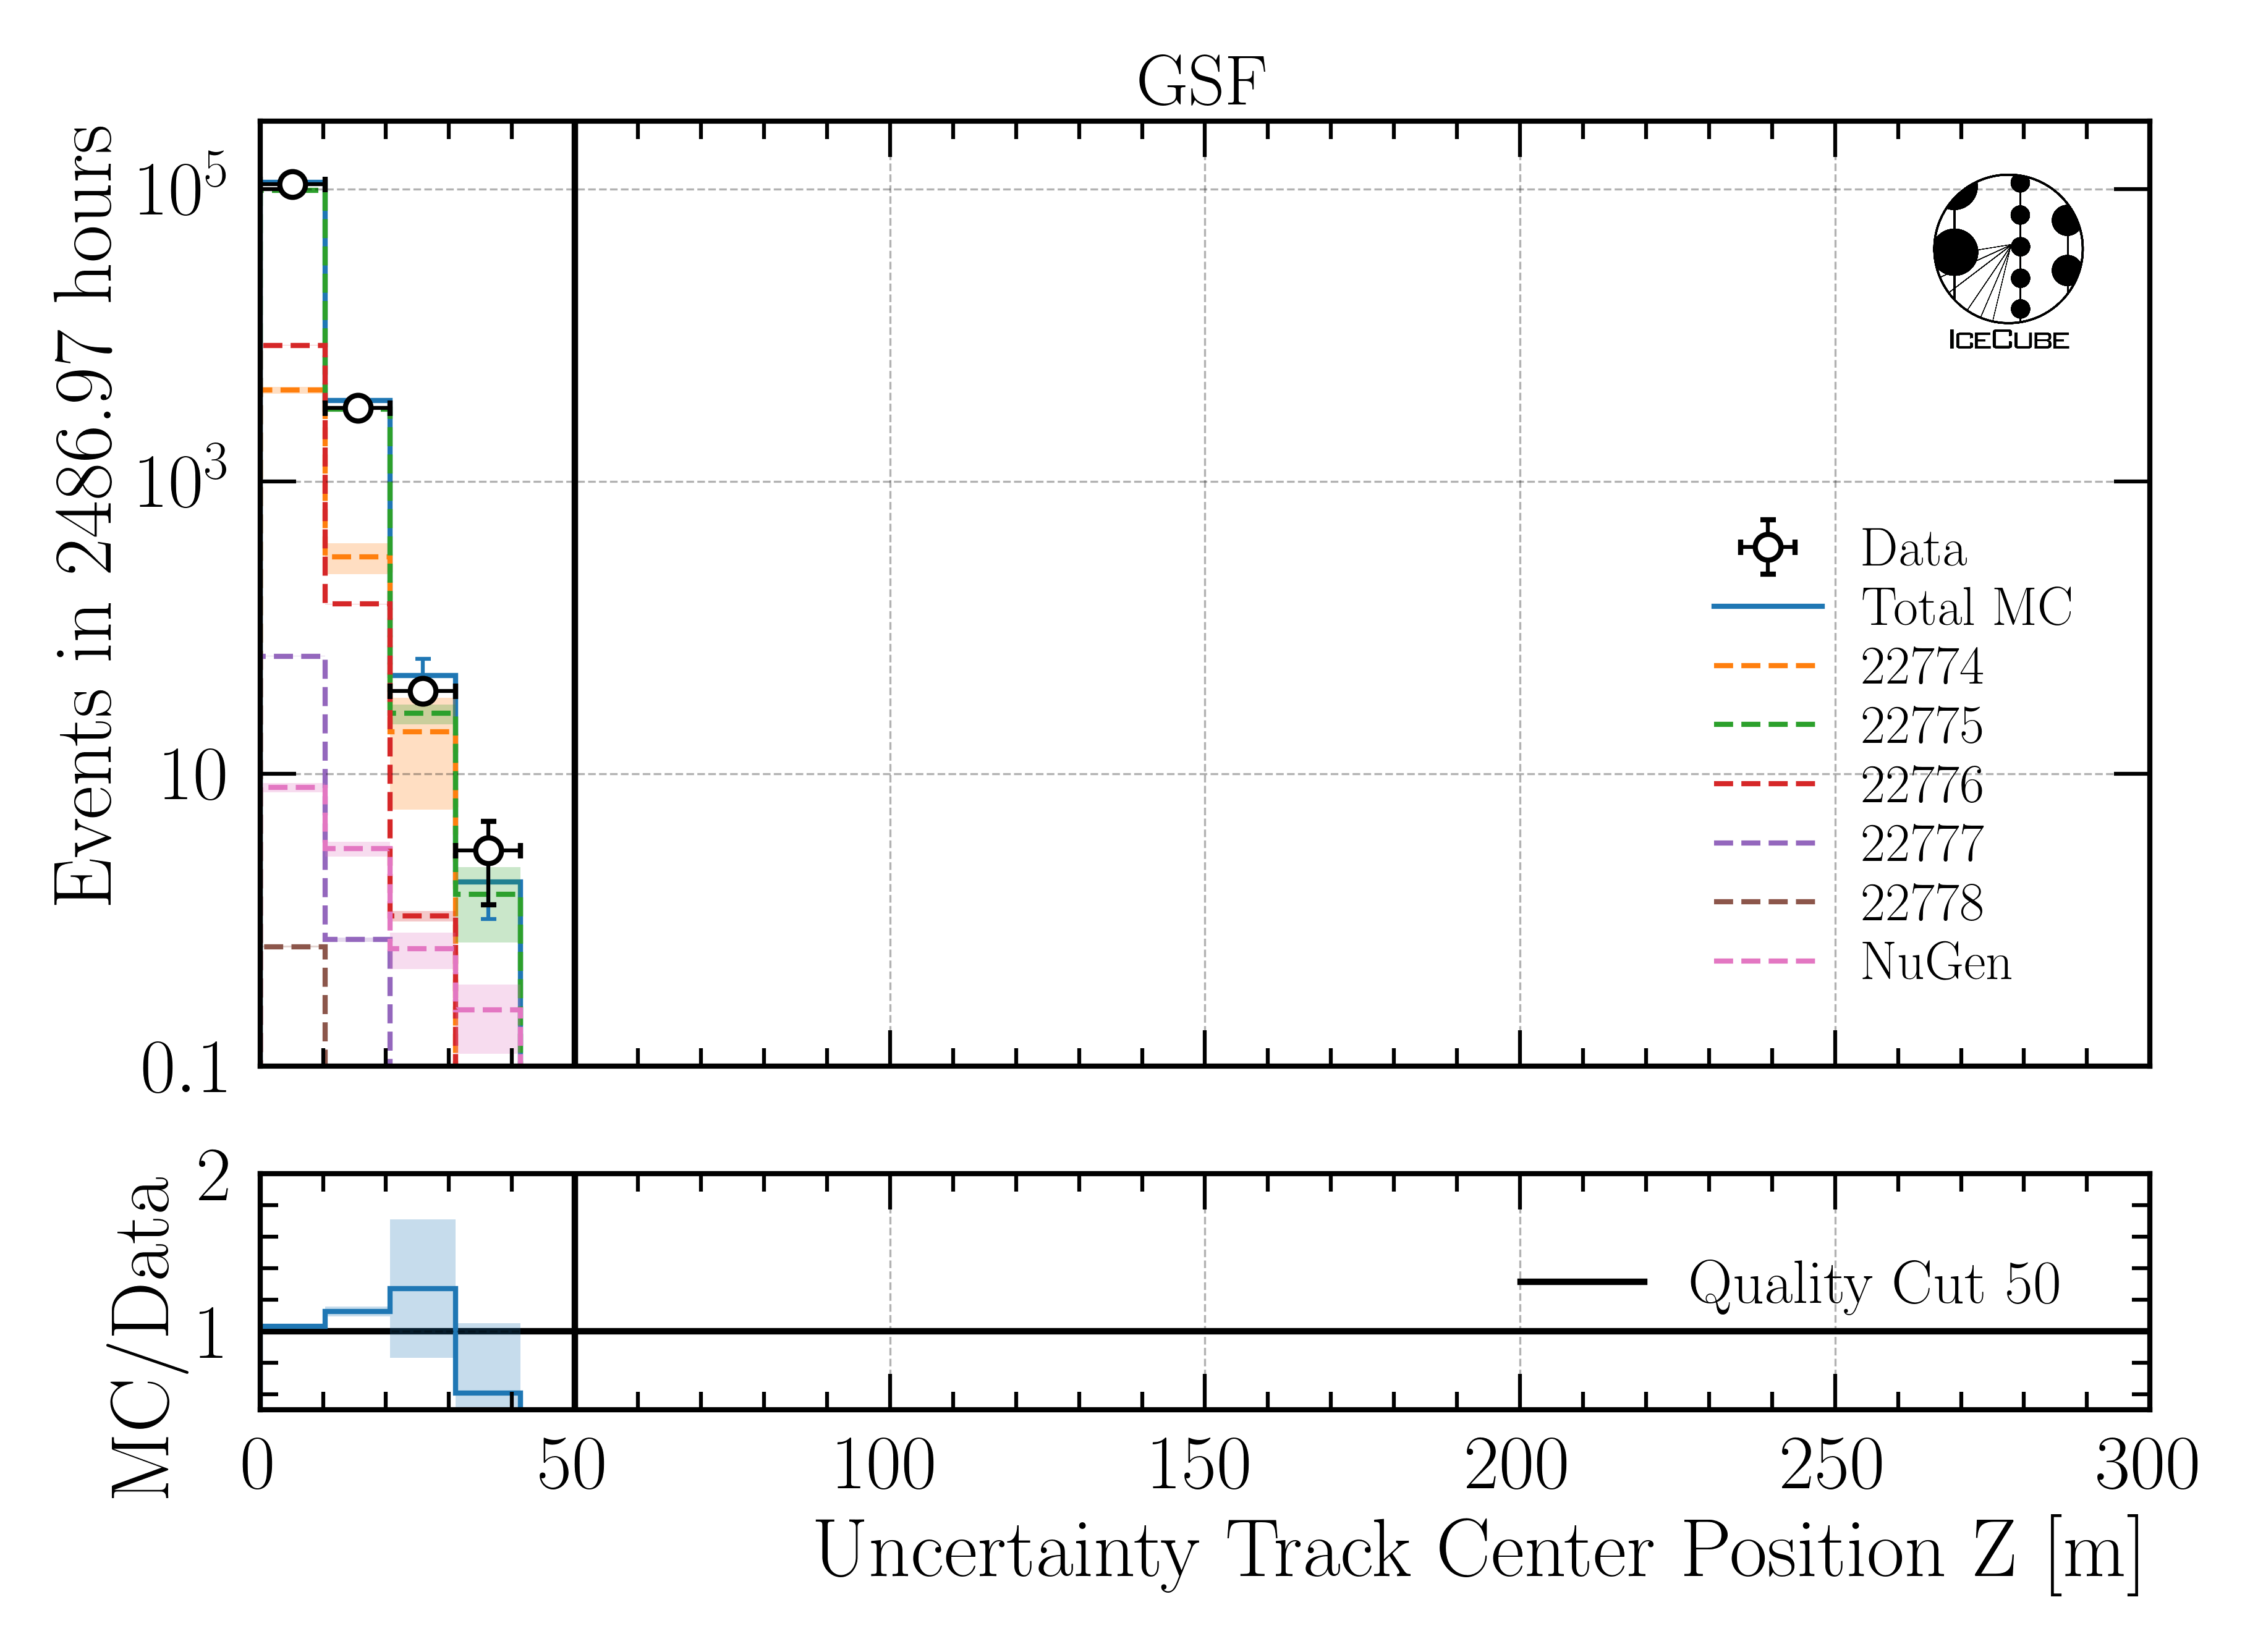 GSF
Events in 2486.97 hours
10^5
10^3
10
0.1
ICECUBE
Data
Total MC
22774
22775
22776
22777
22778
NuGen
MC/Data
2
1
Quality Cut 50
0 50 100 150 200 250 300
Uncertainty Track Center Position Z [m]